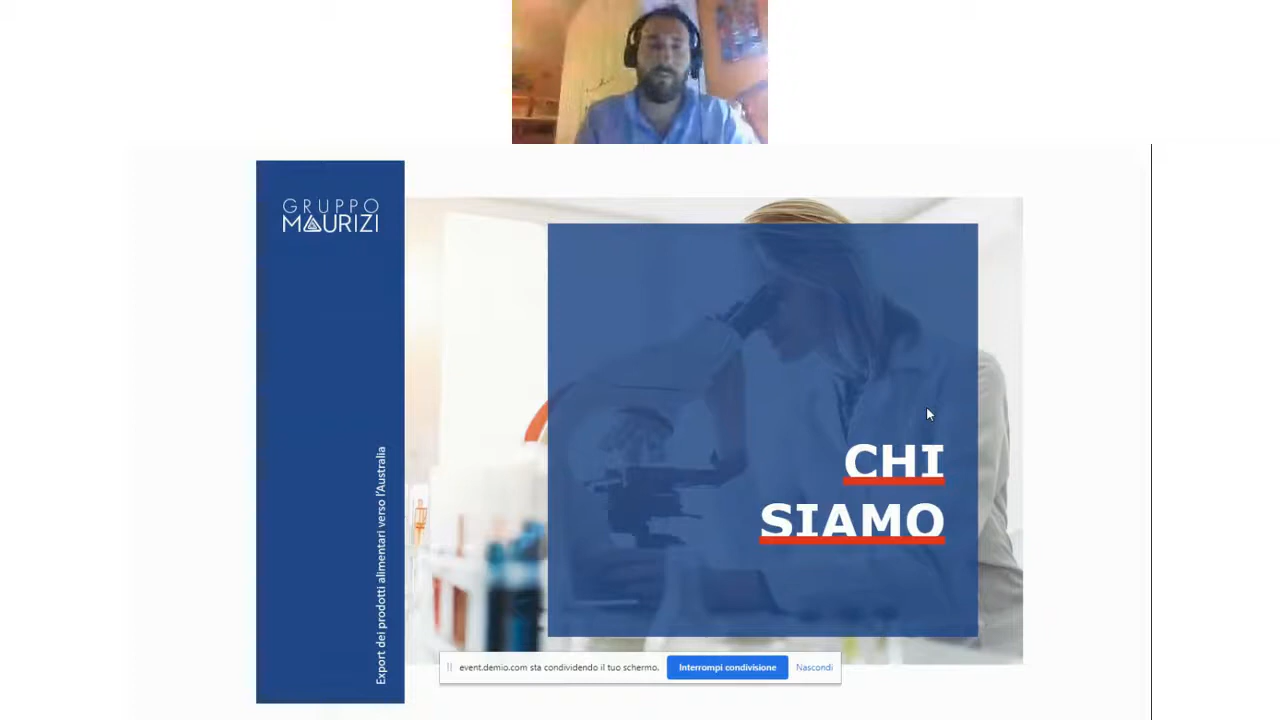 GRUPPO
MAURIZI
Export dei prodotti alimentari verso l'Australia
CHI
SIAMO
event.demio.com sta condividendo il tuo schermo.
Interrompi condivisione
Nascondi